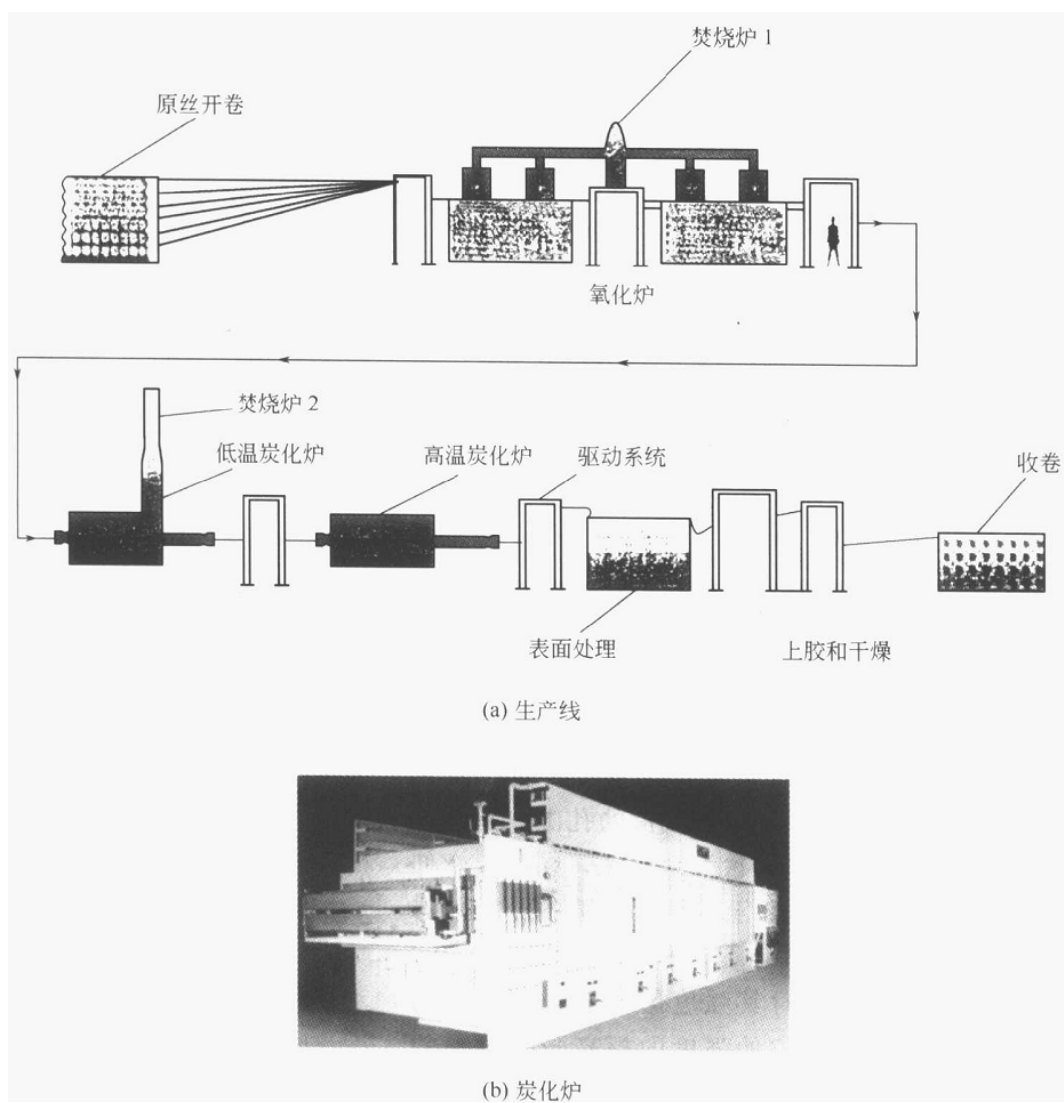 焚烧炉 1
原丝开卷
氧化炉
焚烧炉 2
低温炭化炉
高温炭化炉
驱动系统
收卷
表面处理
上胶和干燥
(a) 生产线
(b) 炭化炉